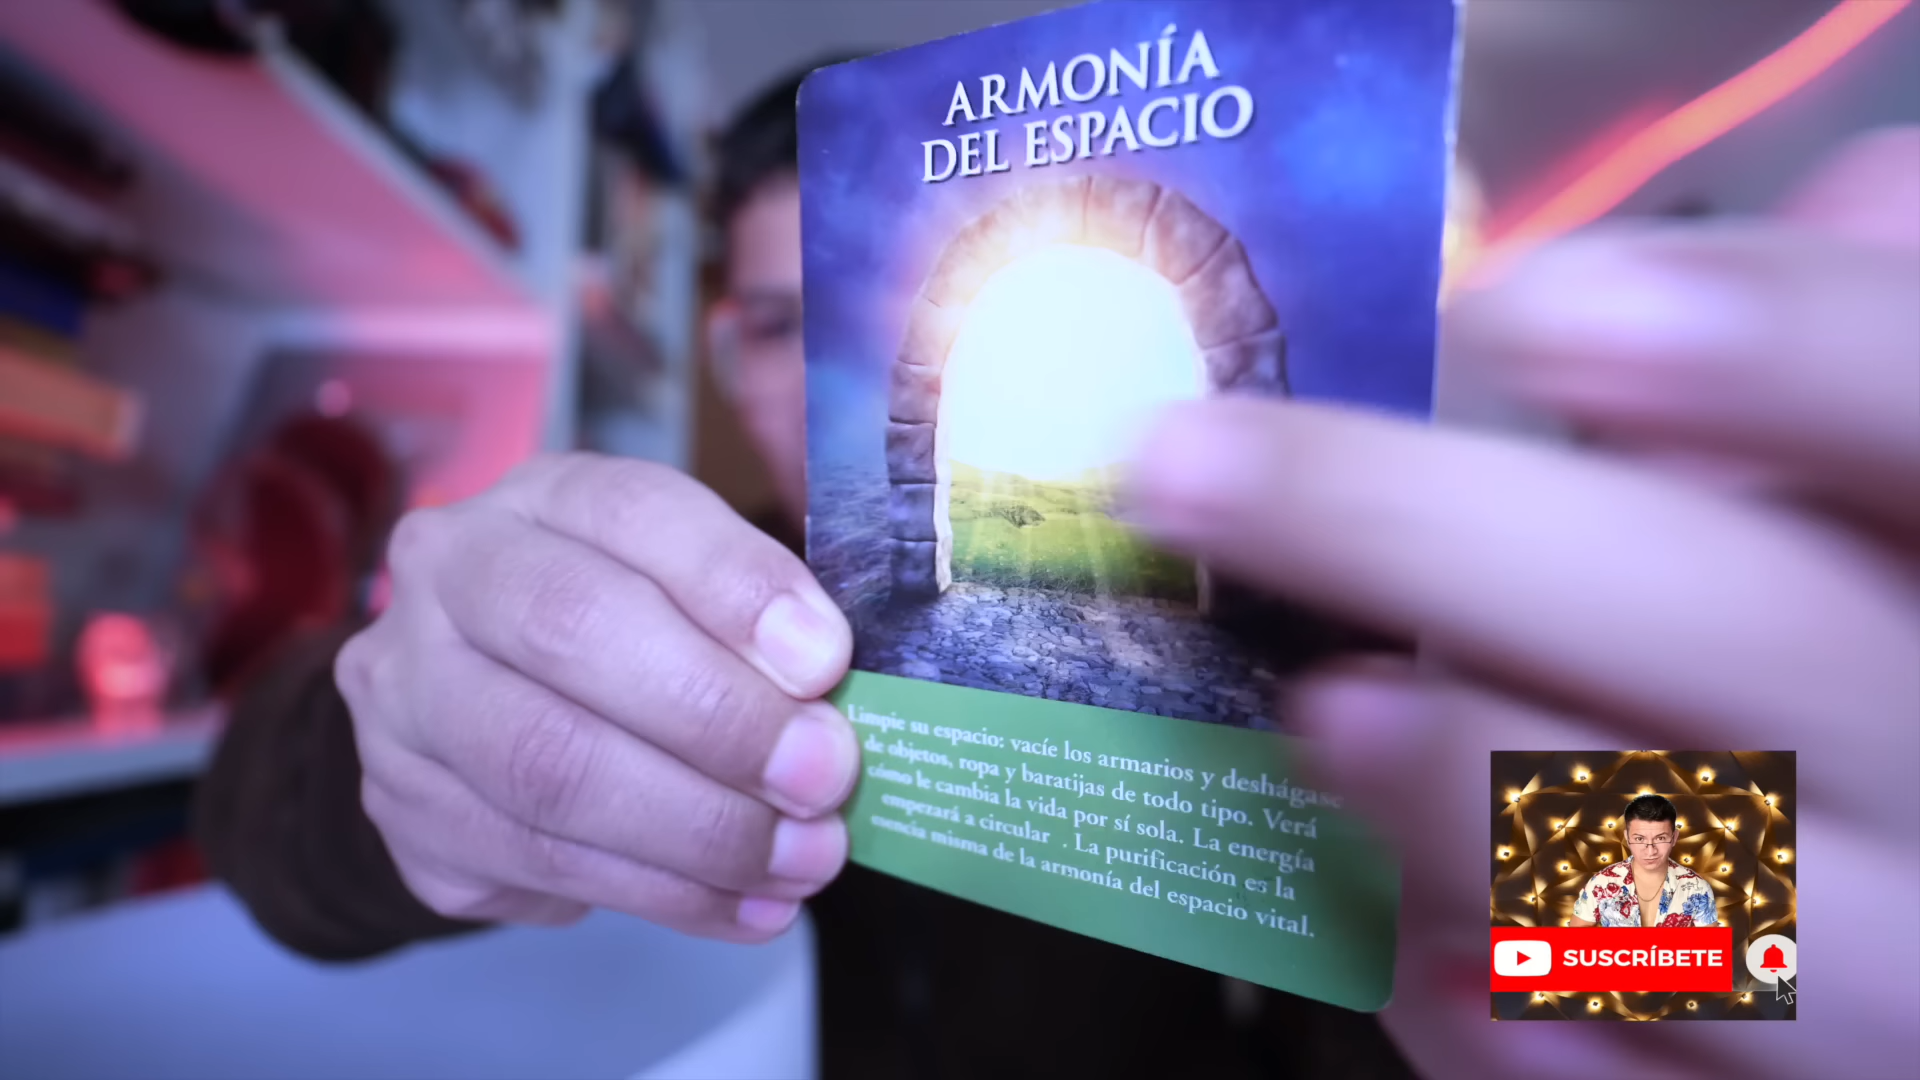 ARMONÍA
DEL ESPACIO
Limpie su espacio: vacíe los armarios y deshágase
de objetos, ropa y baratijas de todo tipo. Verá
cómo le cambia la vida por sí sola. La energía
empezará a circular . La purificación es la
esencia misma de la armonía del espacio vital.
SUSCRÍBETE